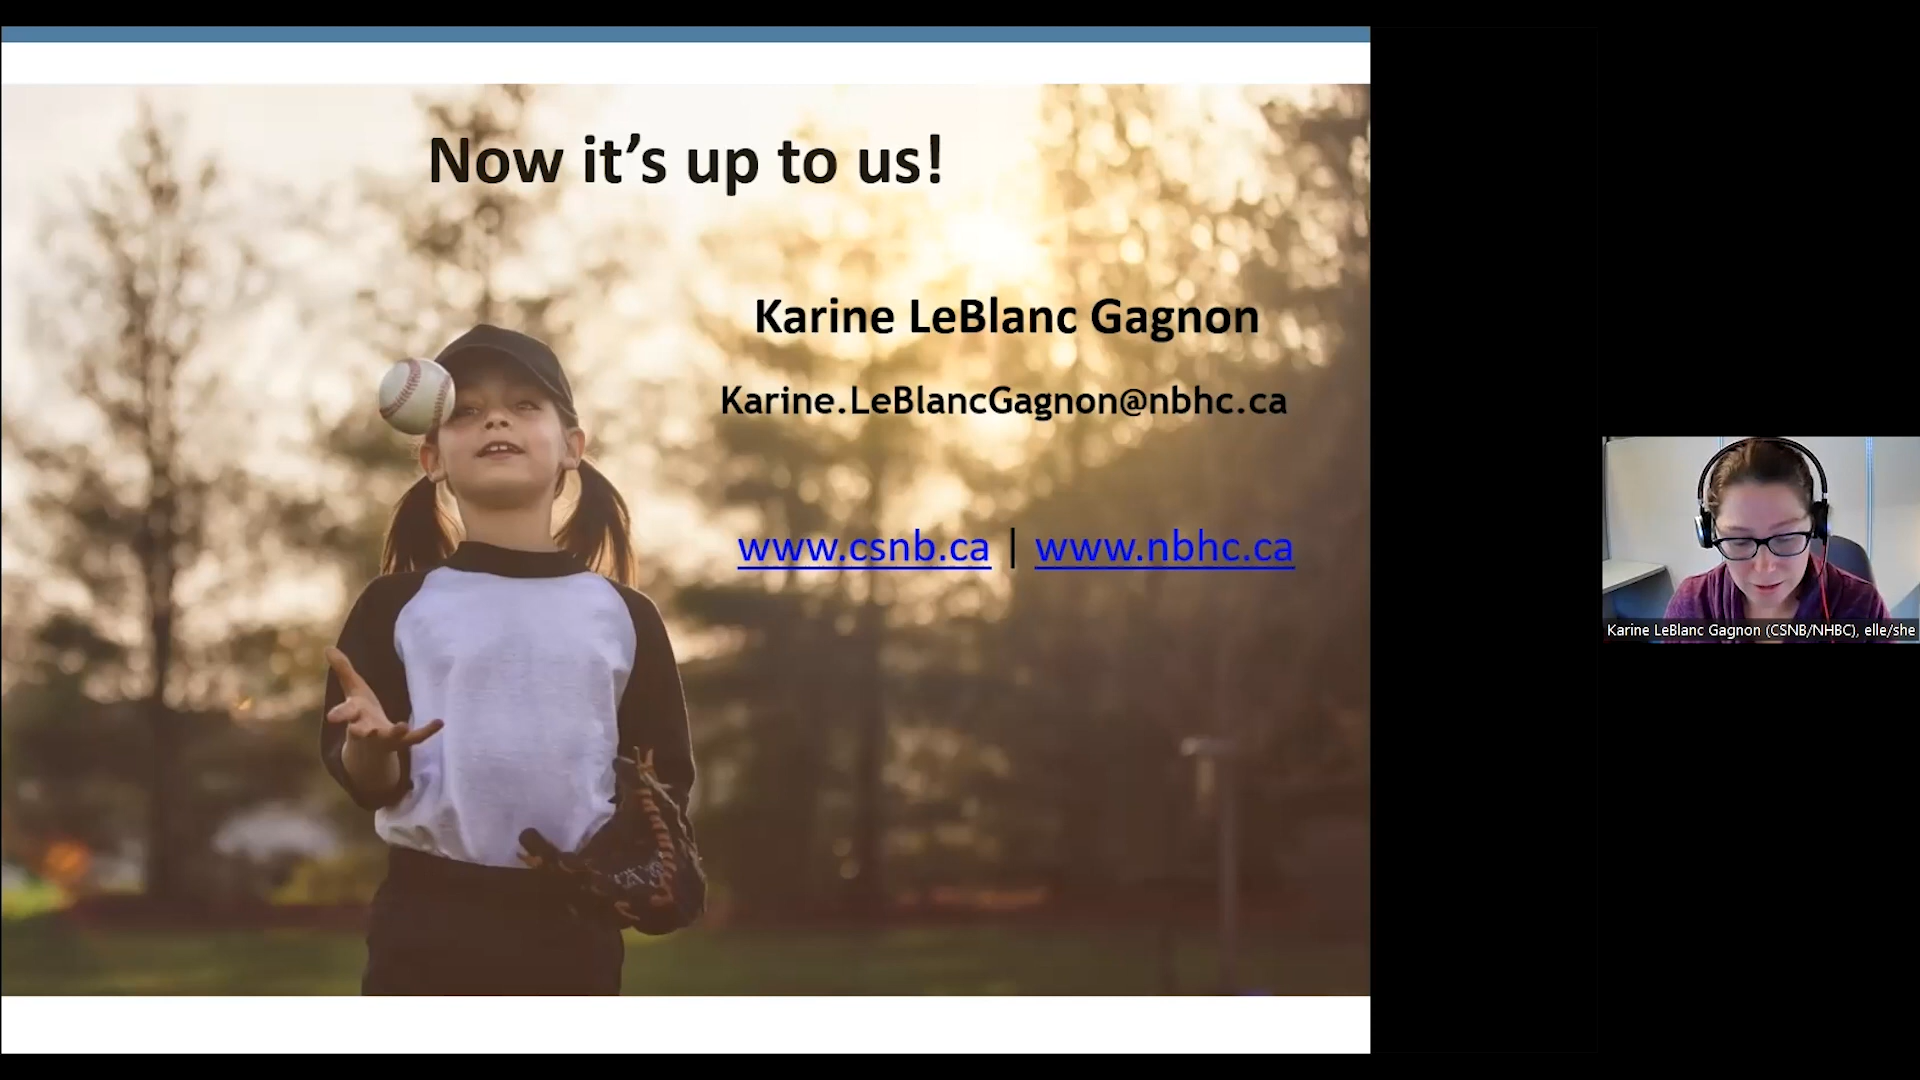 Now it’s up to us!
Karine LeBlanc Gagnon
Karine.LeBlancGagnon@nbhc.ca
www.csnb.ca | www.nbhc.ca
Karine LeBlanc Gagnon (CSNB/NHBC), elle/she